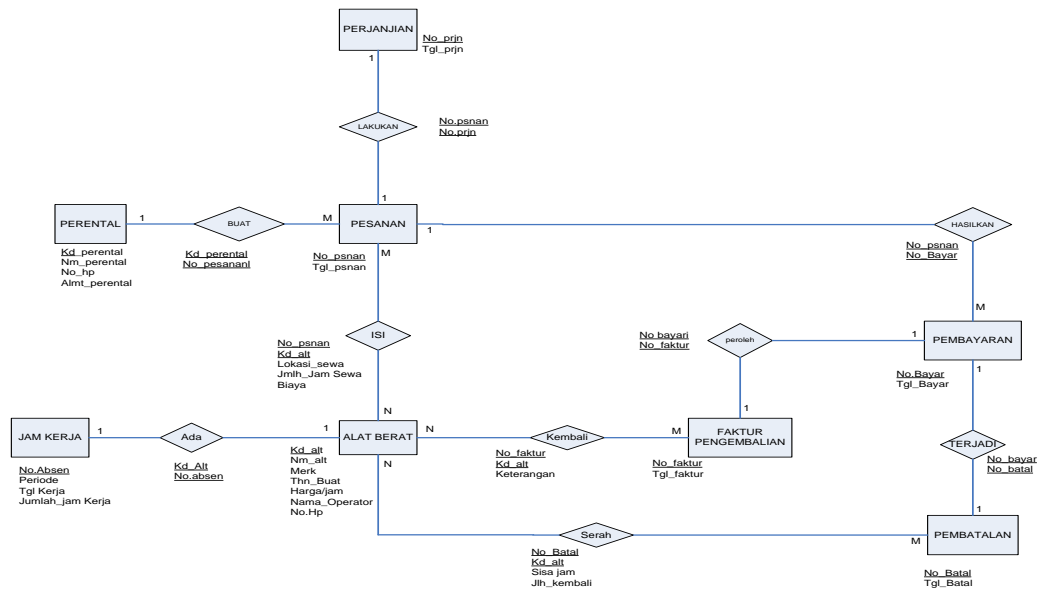 PERJANJIAN
No_prjn
Tgl_prjn
1
LAKUKAN
No.psnan
No.prjn
1
PERENTAL
1
BUAT
M
PESANAN
1
HASILKAN
Kd_perental
Nm_perental
No_hp
Almt_perental
Kd_perental
No_pesananl
No_psnan
Tgl_psnan
M
No_psnan
No_Bayar
M
ISI
No_psnan
Kd_alt
Lokasi_sewa
Jmlh_Jam Sewa
Biaya
No bayari
No_faktur
peroleh
1
PEMBAYARAN
No.Bayar
Tgl_Bayar
1
N
1
JAM KERJA
1
Ada
1
ALAT BERAT
N
Kembali
M
FAKTUR
PENGEMBALIAN
TERJADI
No_bayar
No_batal
No.Absen
Periode
Tgl Kerja
Jumlah_jam Kerja
Kd_Alt
No.absen
Kd_alt
Nm_alt
Merk
Thn_Buat
Harga/jam
Nama_Operator
No.Hp
N
No_faktur
Kd_alt
Keterangan
No_faktur
Tgl_faktur
1
Serah
M
PEMBATALAN
No_Batal
Kd_alt
Sisa jam
Jlh_kembali
No_Batal
Tgl_Batal